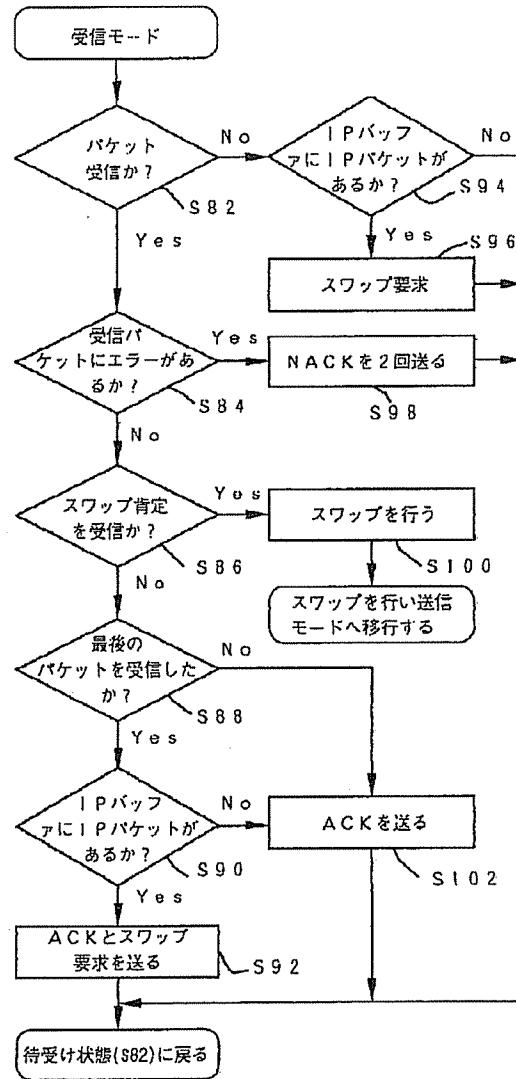 受信モード
パケット
受信か?
No
S82
Yes
IPバッフ
ァにIPパケットが
あるか?
No
S94
Yes
S96
スワップ要求
受信パ
ケットにエラーがあ
るか?
Yes
S84
No
NACKを2回送る
S98
スワップ肯定
を受信か?
Yes
S86
No
スワップを行う
S100
スワップを行い送信
モードへ移行する
最後の
パケットを受信した
か?
No
S88
Yes
IPバッフ
ァにIPパケットが
あるか?
No
S90
Yes
ACKを送る
S102
ACKとスワップ
要求を送る
S92
待受け状態(S82)に戻る